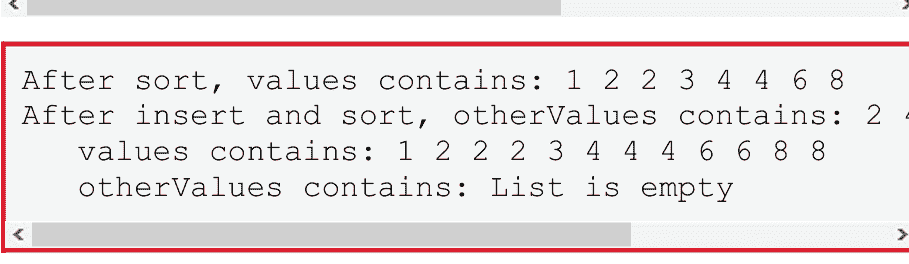 After sort, values contains: 1 2 2 3 4 4 6 8
After insert and sort, otherValues contains: 2
values contains: 1 2 2 2 3 4 4 4 6 6 8 8
otherValues contains: List is empty